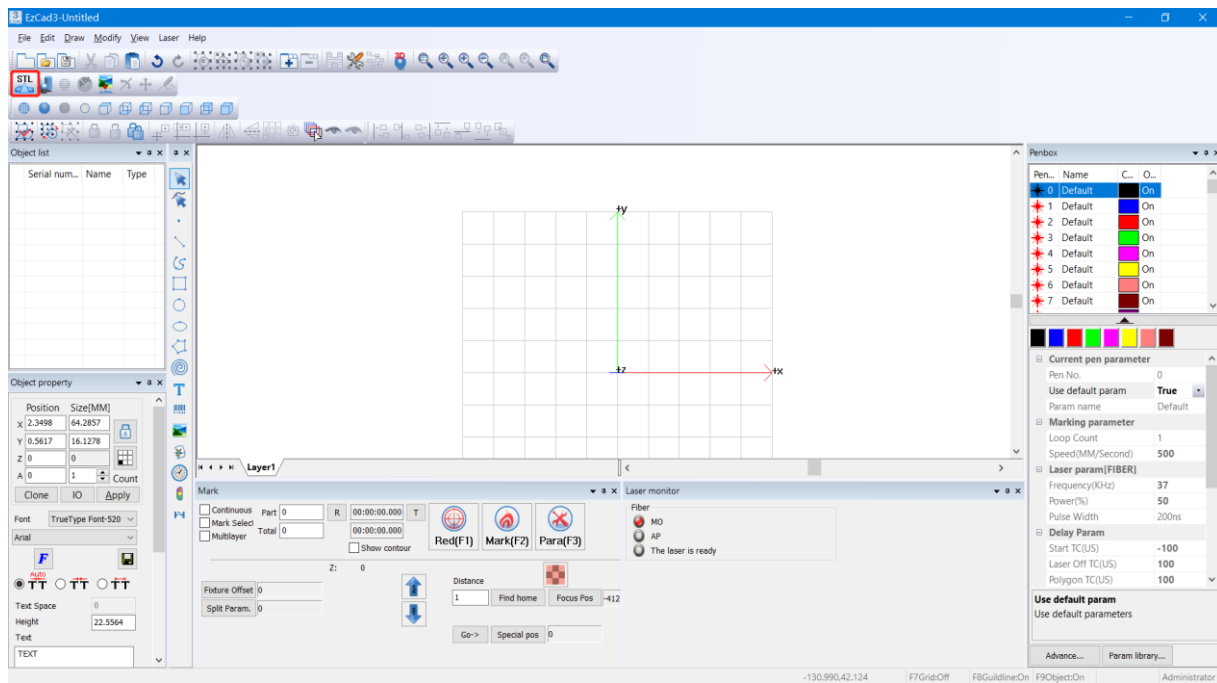 EzCad3-Untitled
File Edit Draw Modify View Laser Help
STL
Object list
Serial num... Name Type
Object property
Position Size[MM]
X 2.3498 64.2857
Y 0.5617 16.1278
Z 0 0
A 0 1 Count
Clone IO Apply
Font TrueType Font-520
Arial
F
Auto
TT TT TT
Text Space 0
Height 22.5564
Text
TEXT
T
+y
+z
+x
Layer1
Mark
Continuous Part 0 R 00:00:00.000 T
Mark Select
Multiplayer Total 0 00:00:00.000
Show contour
Red(F1) Mark(F2) Para(F3)
Z: 0
Fixture Offset 0
Split Param. 0
Distance
1 Find home Focus Pos -412
Go-> Special pos 0
Laser monitor
Fiber
MO
AP
The laser is ready
Penbox
Pen... Name C... O...
0 Default On
1 Default On
2 Default On
3 Default On
4 Default On
5 Default On
6 Default On
7 Default On
Current pen parameter
Pen No. 0
Use default param True
Param name Default
Marking parameter
Loop Count 1
Speed(MM/Second) 500
Laser param[FIBER]
Frequency(KHz) 37
Power(%) 50
Pulse Width 200ns
Delay Param
Start TC(US) -100
Laser Off TC(US) 100
Polygon TC(US) 100
Use default param
Use default parameters
Advance... Param library...
-130.990,42.124 F7Grid:Off F8Guildline:On F9Object:On Administrator